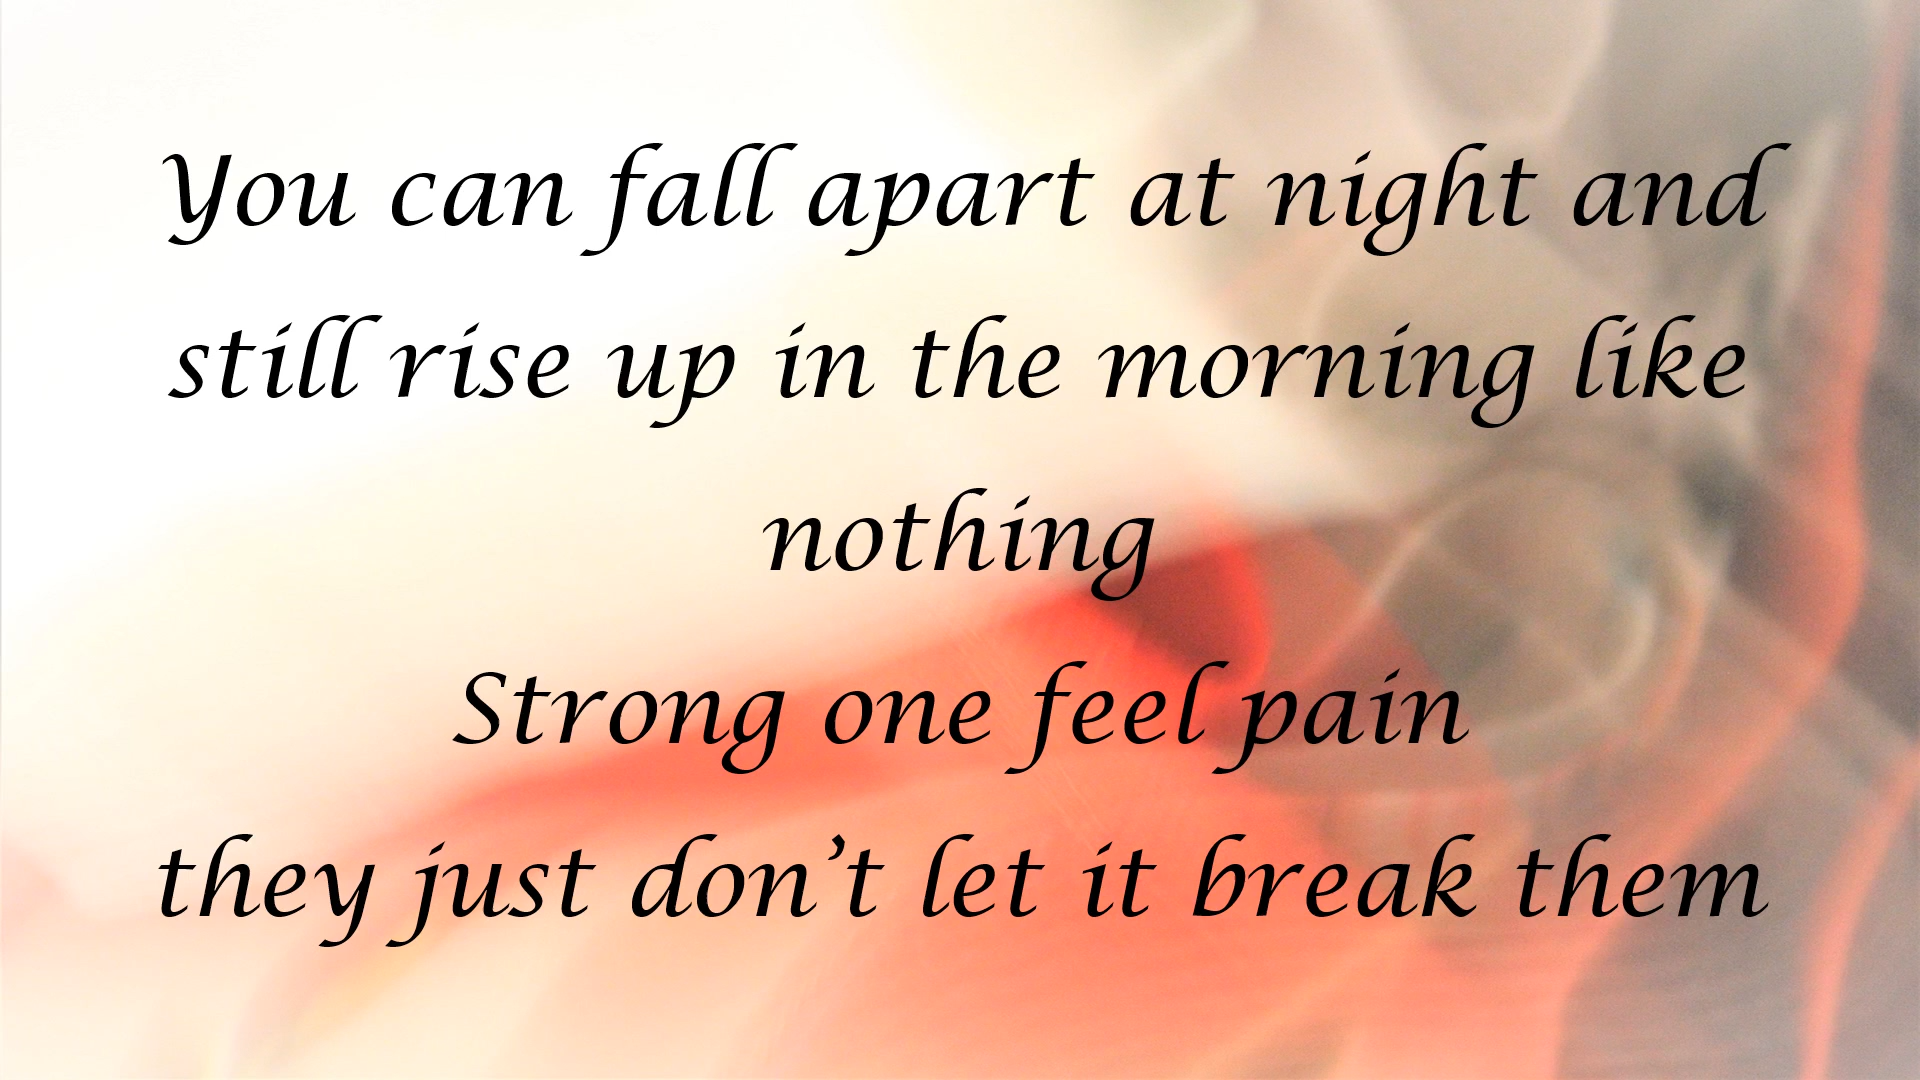 You can fall apart at night and
still rise up in the morning like
nothing
Strong one feel pain
they just don't let it break them